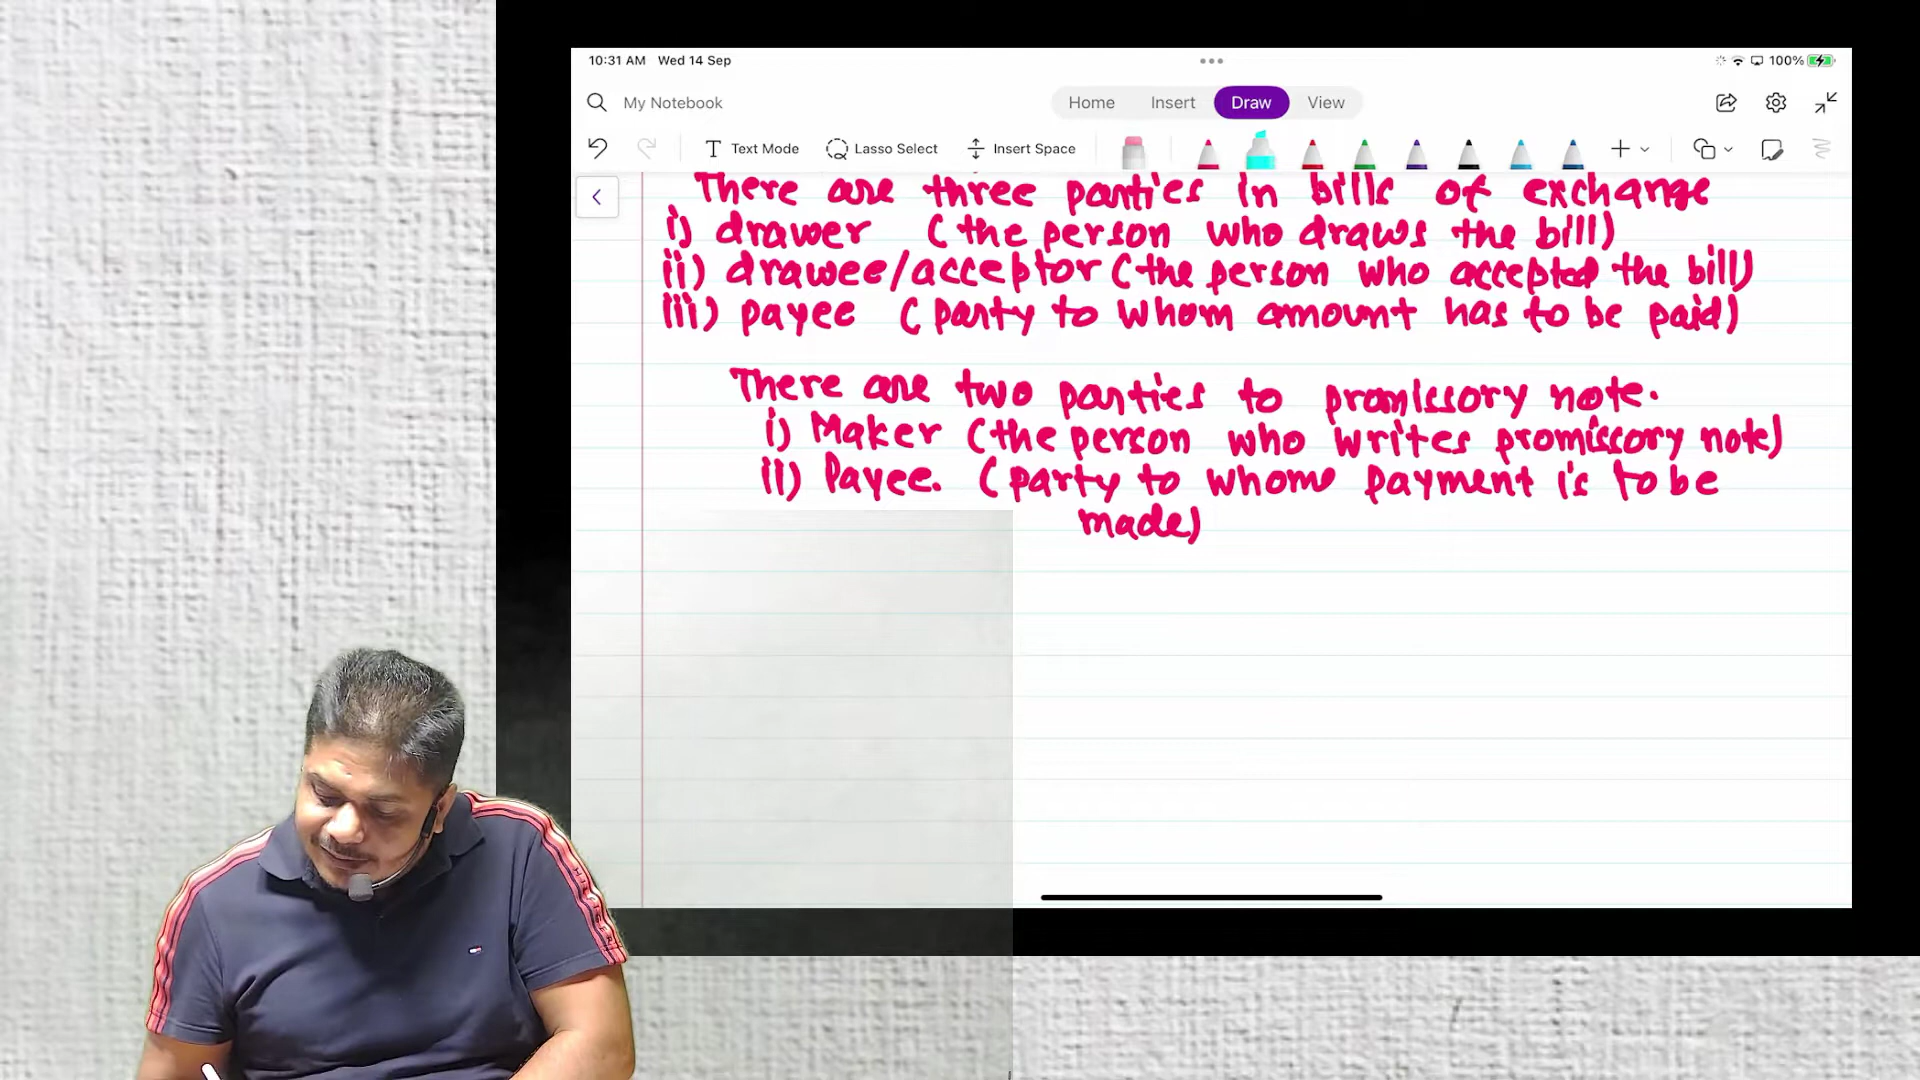 10:31 AM Wed 14 Sep
100%
My Notebook
Home Insert Draw View
Text Mode Lasso Select Insert Space
There are three parties in bills of exchange
i) drawer (the person who draws the bill)
ii) drawee/acceptor (the person who accepted the bill)
iii) payee (party to whom amount has to be paid)
There are two parties to promissory note.
i) Maker (the person who writes promissory note)
ii) Payee. (party to whome payment is to be
made)